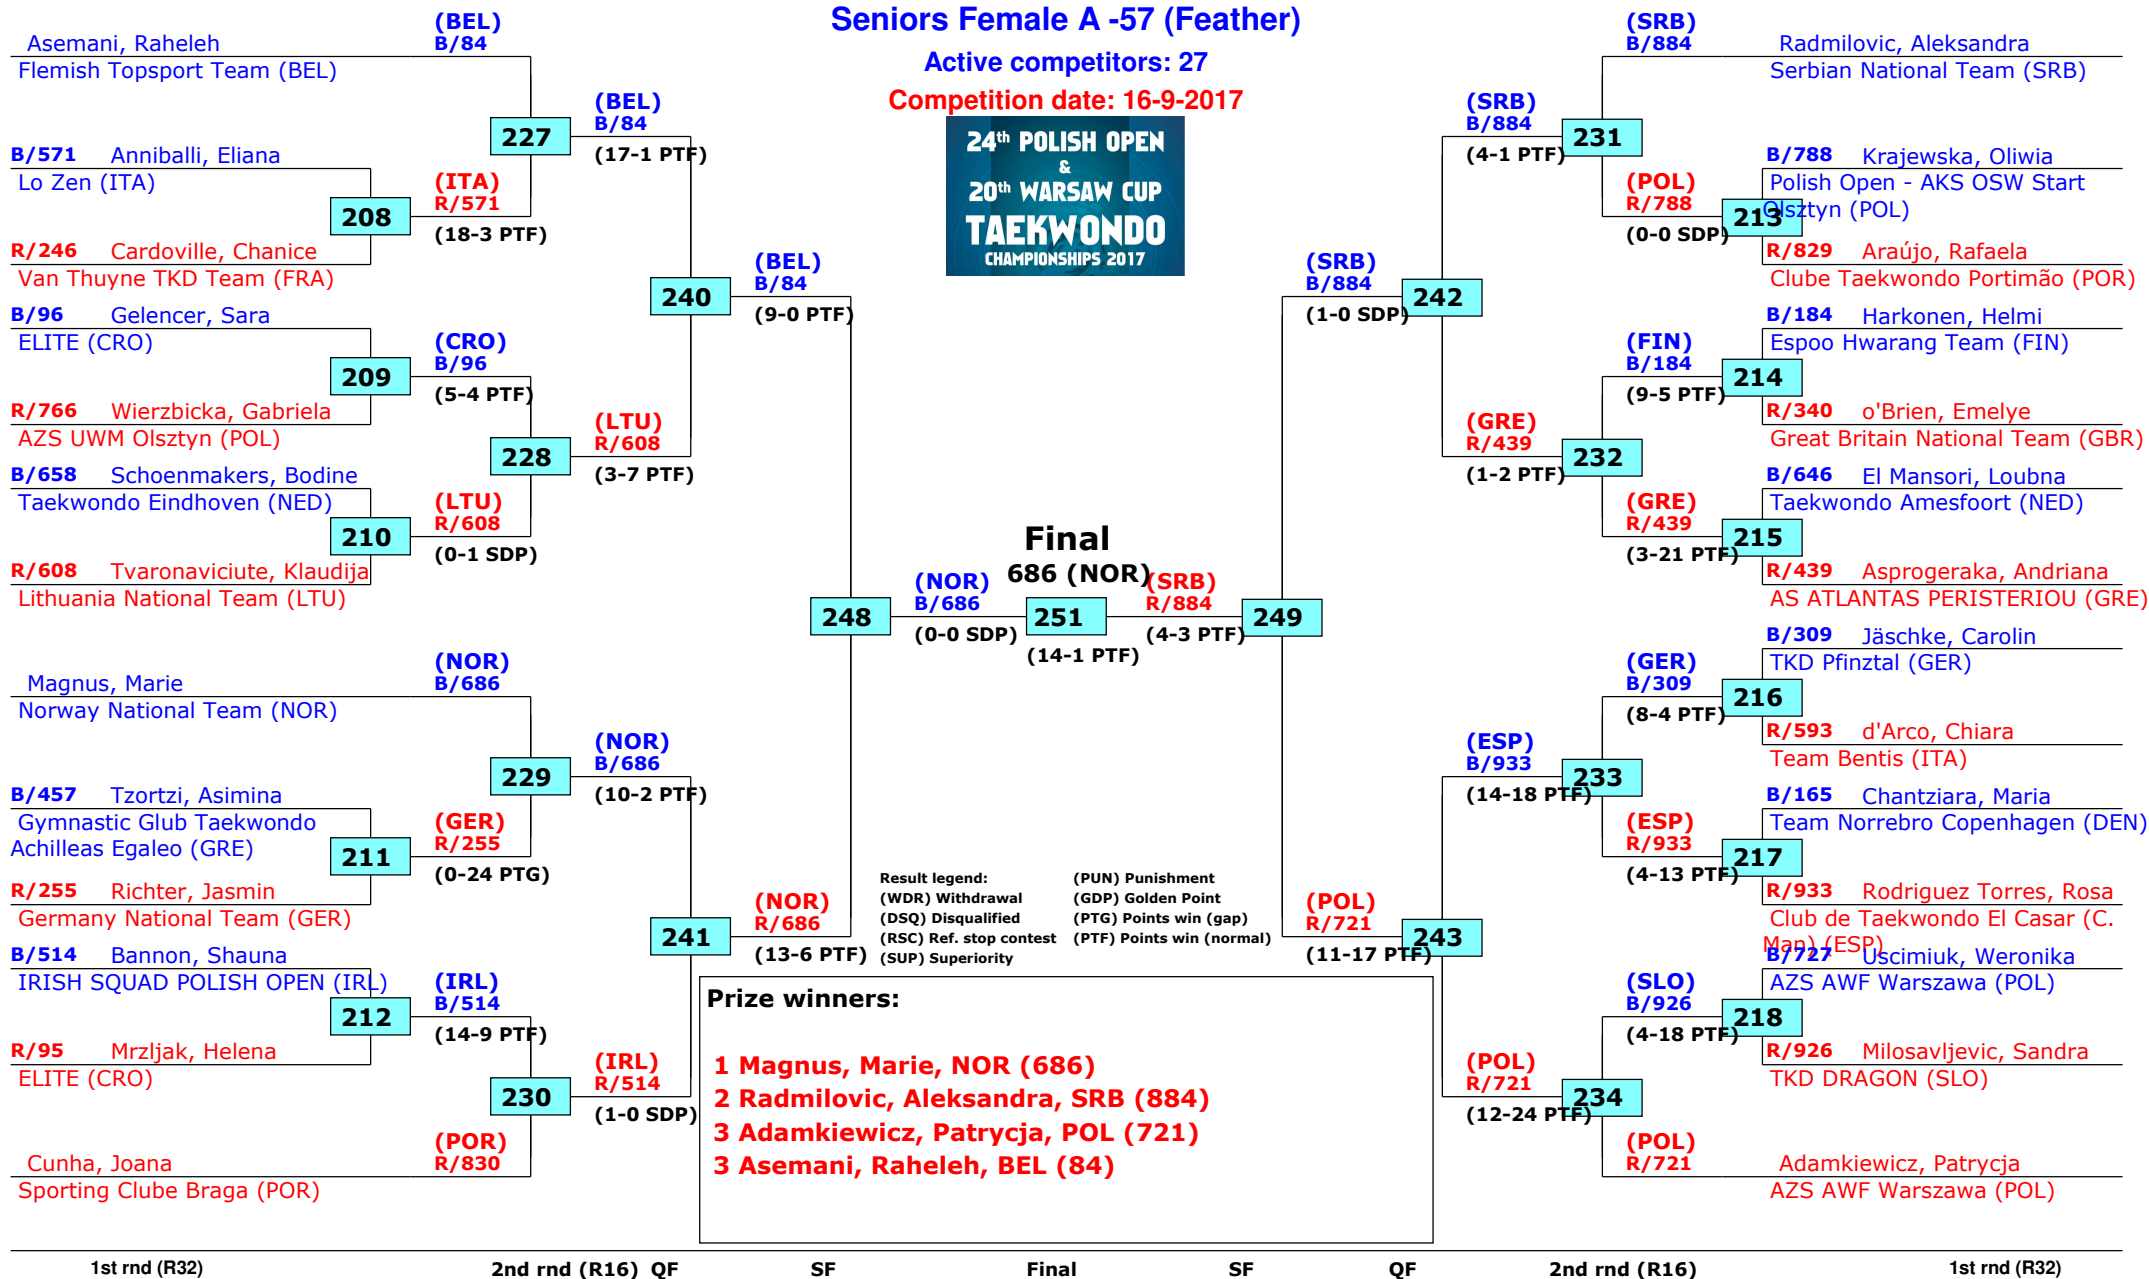 Seniors Female A -57 (Feather)
Active competitors: 27
Competition date: 16-9-2017
24th POLISH OPEN
&
20th WARSAW CUP
TAEKWONDO
CHAMPIONSHIPS 2017
Asemani, Raheleh
Flemish Topsport Team (BEL)
B/571 Anniballi, Eliana
Lo Zen (ITA)
208
R/246 Cardoville, Chanice
Van Thuyne TKD Team (FRA)
B/96 Gelencer, Sara
ELITE (CRO)
209
R/766 Wierzbicka, Gabriela
AZS UWM Olsztyn (POL)
B/658 Schoenmakers, Bodine
Taekwondo Eindhoven (NED)
210
R/608 Tvaronaviciute, Klaudija
Lithuania National Team (LTU)
Magnus, Marie
Norway National Team (NOR)
B/457 Tzortzi, Asimina
Gymnastic Glub Taekwondo
Achilleas Egaleo (GRE)
211
R/255 Richter, Jasmin
Germany National Team (GER)
B/514 Bannon, Shauna
IRISH SQUAD POLISH OPEN (IRL)
212
R/95 Mrzljak, Helena
ELITE (CRO)
Cunha, Joana
Sporting Clube Braga (POR)
(BEL)
B/84
227
(ITA)
R/571
(18-3 PTF)
(CRO)
B/96
(5-4 PTF)
228
(LTU)
R/608
(0-1 SDP)
(NOR)
B/686
229
(GER)
R/255
(0-24 PTG)
(IRL)
B/514
(14-9 PTF)
230
(POR)
R/830
(BEL)
B/84
(17-1 PTF)
240
(LTU)
R/608
(3-7 PTF)
(NOR)
B/686
(10-2 PTF)
241
(IRL)
R/514
(1-0 SDP)
(BEL)
B/84
(9-0 PTF)
248
(NOR)
R/686
(13-6 PTF)
(NOR)
B/686
(0-0 SDP)
Final
686 (NOR)
251
(14-1 PTF)
(SRB)
R/884
(4-3 PTF)
249
(SRB)
B/884
(1-0 SDP)
242
(POL)
R/721
(11-17 PTF)
243
(SRB)
B/884
(4-1 PTF)
231
(GRE)
R/439
(1-2 PTF)
232
(ESP)
B/933
(14-18 PTF)
233
(POL)
R/721
(12-24 PTF)
234
(SRB)
B/884
(POL)
R/788
(0-0 SDP)
213
(FIN)
B/184
(9-5 PTF)
214
(GRE)
R/439
(3-21 PTF)
215
(GER)
B/309
(8-4 PTF)
216
(ESP)
R/933
(4-13 PTF)
217
(SLO)
B/926
(4-18 PTF)
218
(POL)
R/721
Radmilovic, Aleksandra
Serbian National Team (SRB)
B/788 Krajewska, Oliwia
Polish Open - AKS OSW Start
Olsztyn (POL)
R/829 Araújo, Rafaela
Clube Taekwondo Portimão (POR)
B/184 Harkonen, Helmi
Espoo Hwarang Team (FIN)
R/340 o'Brien, Emelye
Great Britain National Team (GBR)
B/646 El Mansori, Loubna
Taekwondo Amesfoort (NED)
R/439 Asprogeraka, Andriana
AS ATLANTAS PERISTERIOU (GRE)
B/309 Jäschke, Carolin
TKD Pfinztal (GER)
R/593 d'Arco, Chiara
Team Bentis (ITA)
B/165 Chantziara, Maria
Team Norrebro Copenhagen (DEN)
R/933 Rodriguez Torres, Rosa
Club de Taekwondo El Casar (C.
Man) (ESP)
B/727 Uscimiuk, Weronika
AZS AWF Warszawa (POL)
R/926 Milosavljevic, Sandra
TKD DRAGON (SLO)
Adamkiewicz, Patrycja
AZS AWF Warszawa (POL)
Result legend: (PUN) Punishment
(WDR) Withdrawal (GDP) Golden Point
(DSQ) Disqualified (PTG) Points win (gap)
(RSC) Ref. stop contest (PTF) Points win (normal)
(SUP) Superiority
Prize winners:
1 Magnus, Marie, NOR (686)
2 Radmilovic, Aleksandra, SRB (884)
3 Adamkiewicz, Patrycja, POL (721)
3 Asemani, Raheleh, BEL (84)
1st rnd (R32) 2nd rnd (R16) QF SF Final SF QF 2nd rnd (R16) 1st rnd (R32)